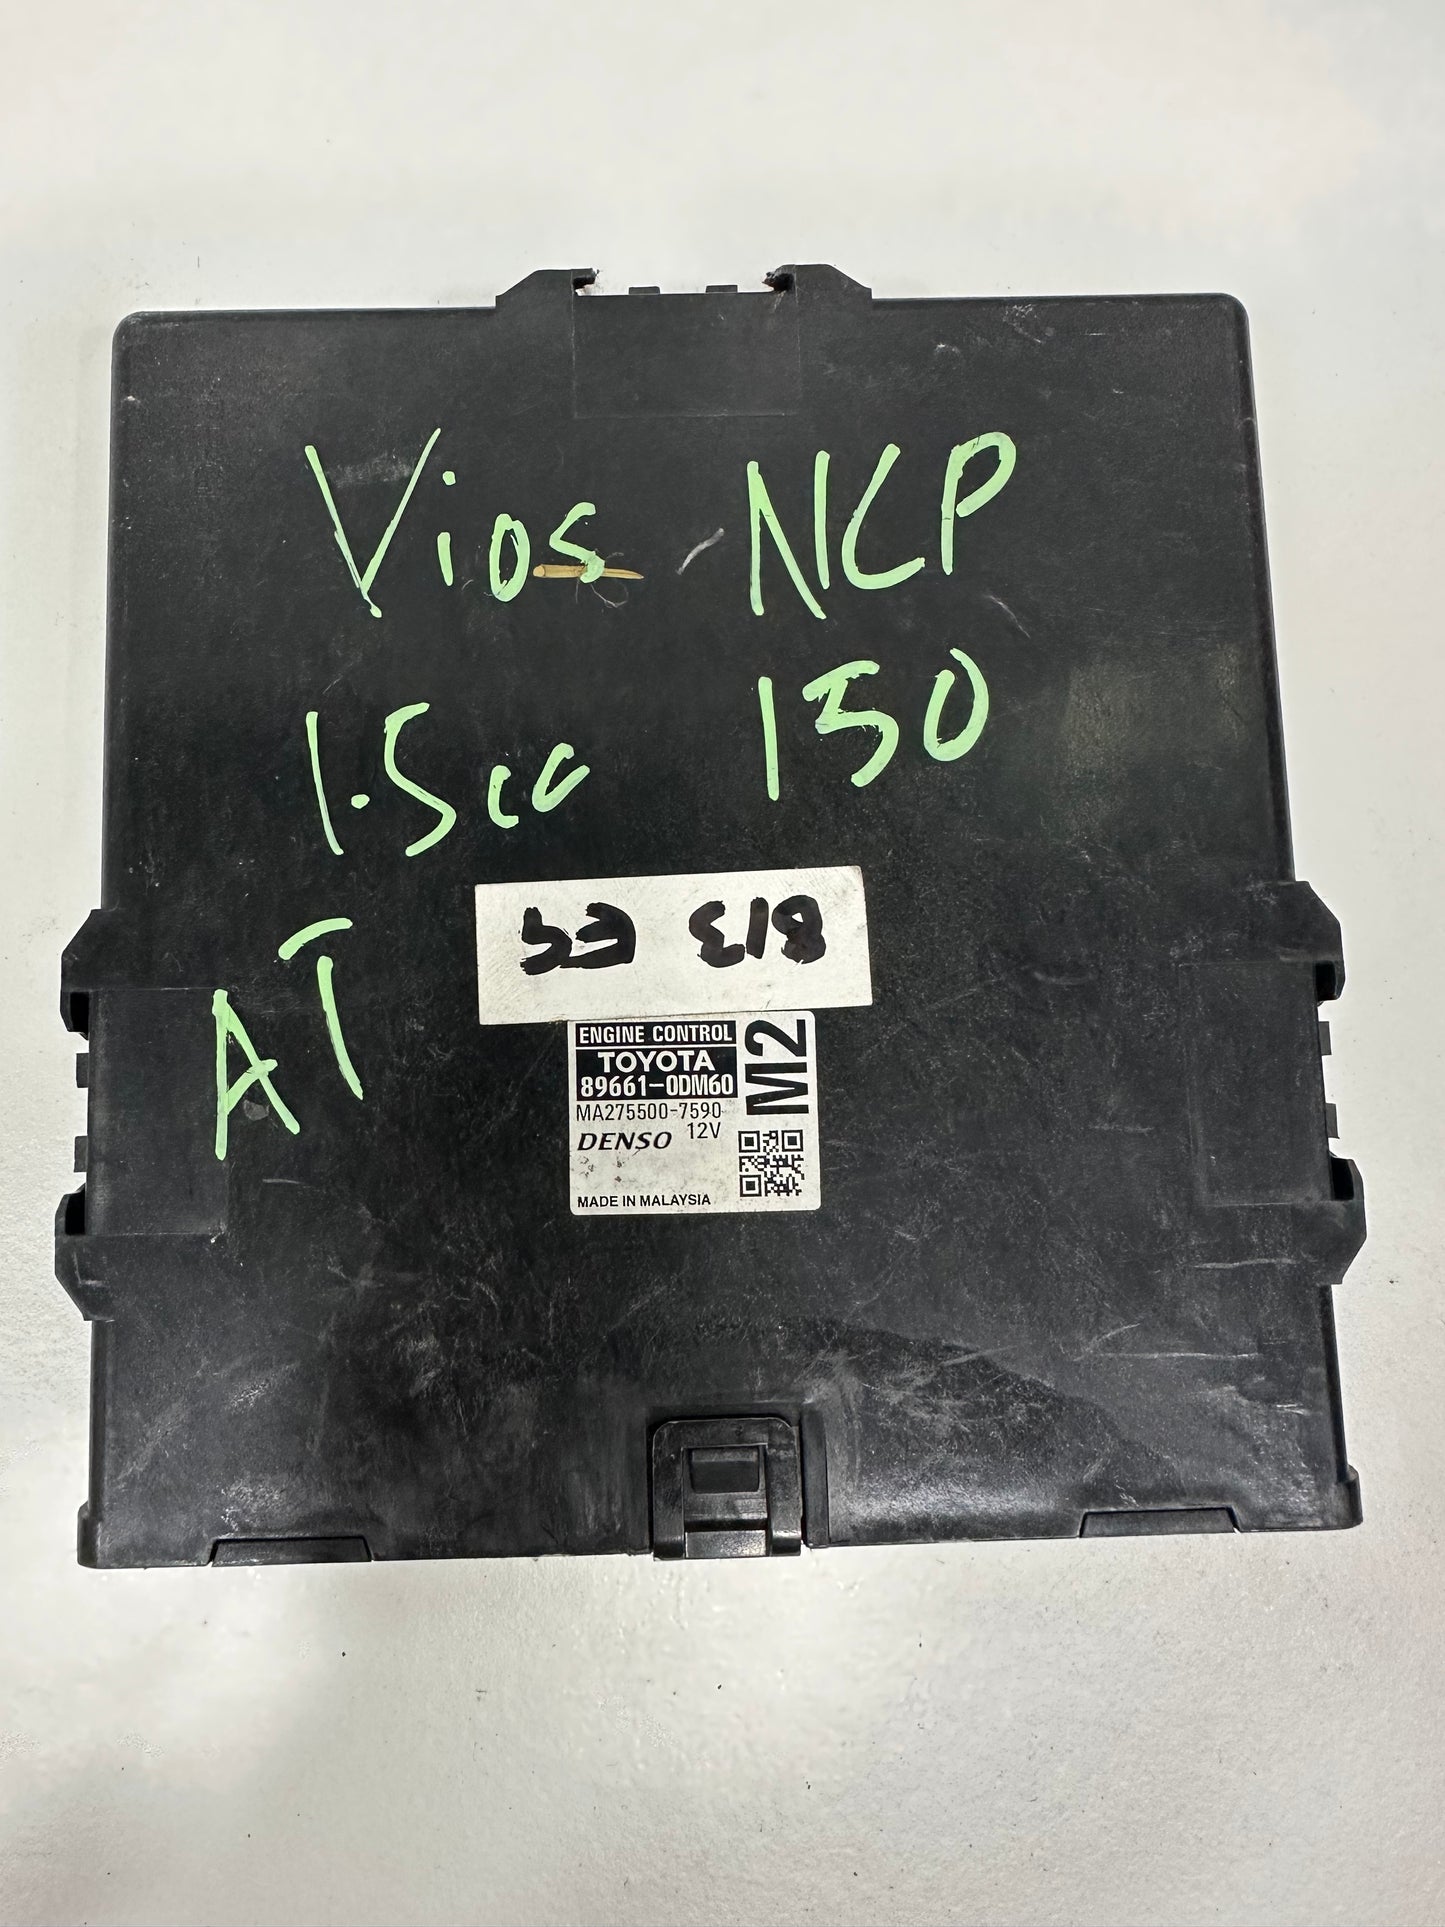 Vios NCP
1.5cc 150
AT
ENGINE CONTROL
TOYOTA
89661-0DM60
M2
MA275500-7590
DENSO 12V
MADE IN MALAYSIA